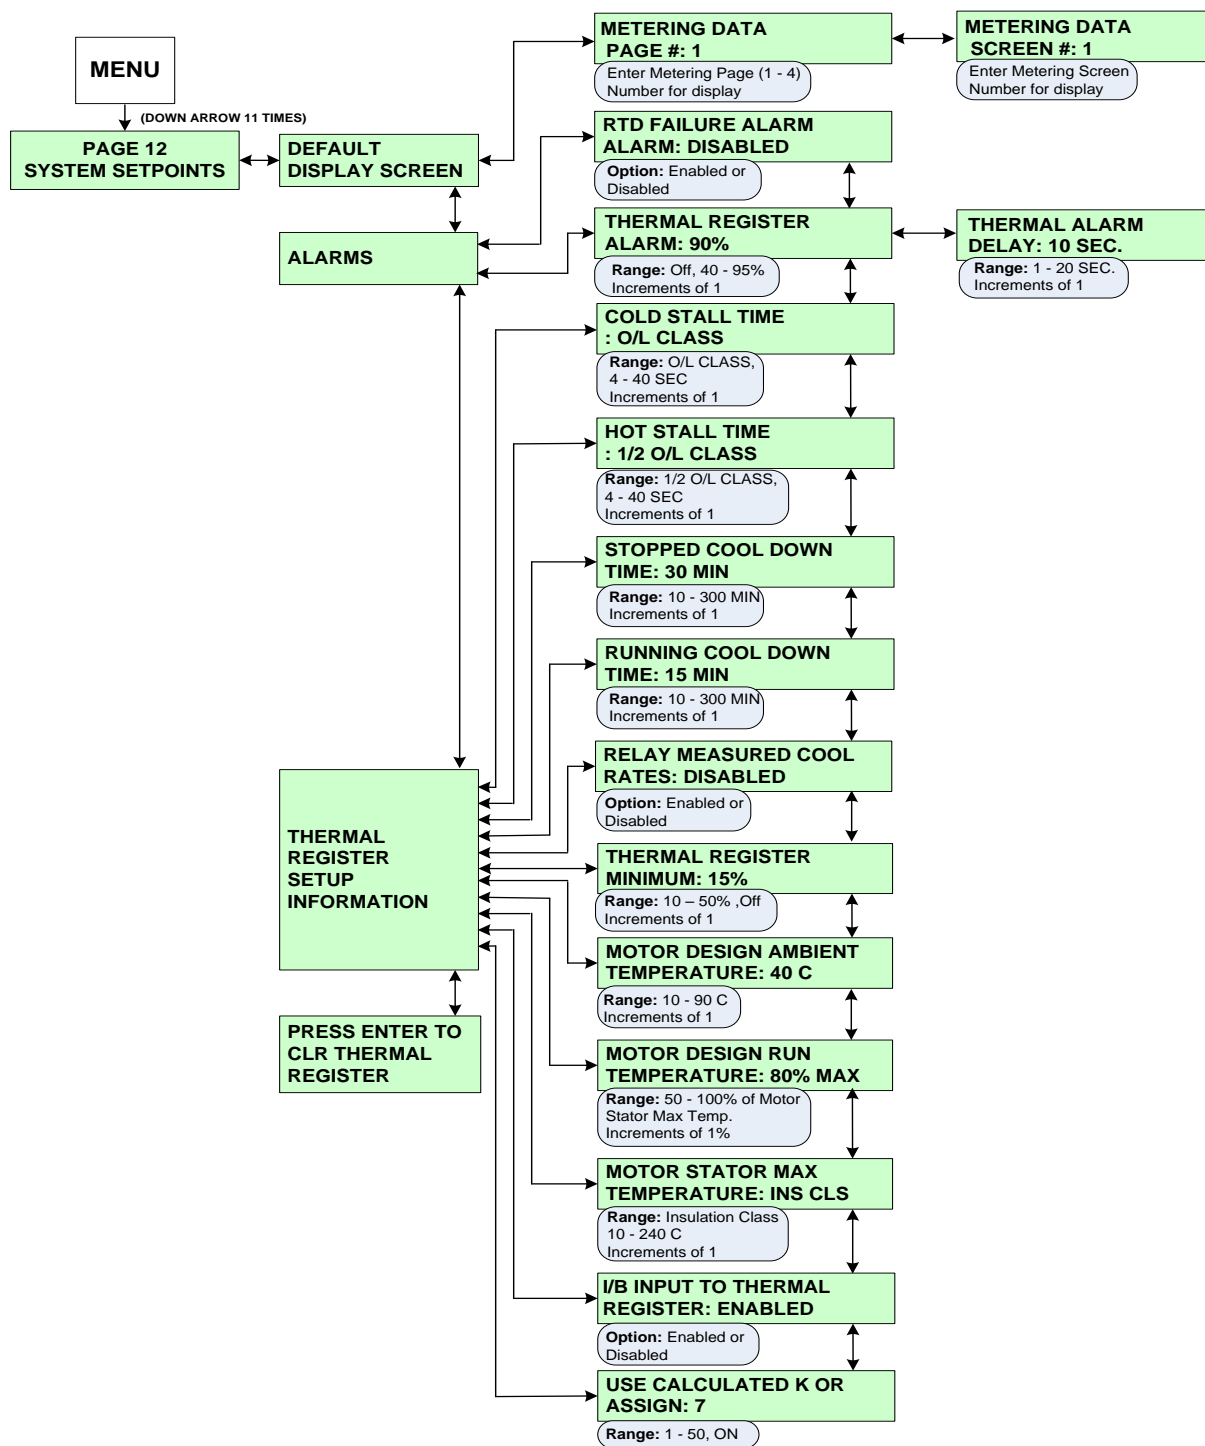 MENU
(DOWN ARROW 11 TIMES)
PAGE 12
SYSTEM SETPOINTS
DEFAULT
DISPLAY SCREEN
METERING DATA
PAGE #: 1
Enter Metering Page (1 - 4)
Number for display
METERING DATA
SCREEN #: 1
Enter Metering Screen
Number for display
ALARMS
RTD FAILURE ALARM
ALARM: DISABLED
Option: Enabled or
Disabled
THERMAL REGISTER
ALARM: 90%
Range: Off, 40 - 95%
Increments of 1
THERMAL ALARM
DELAY: 10 SEC.
Range: 1 - 20 SEC.
Increments of 1
THERMAL
REGISTER
SETUP
INFORMATION
COLD STALL TIME
: O/L CLASS
Range: O/L CLASS,
4 - 40 SEC
Increments of 1
HOT STALL TIME
: 1/2 O/L CLASS
Range: 1/2 O/L CLASS,
4 - 40 SEC
Increments of 1
STOPPED COOL DOWN
TIME: 30 MIN
Range: 10 - 300 MIN
Increments of 1
RUNNING COOL DOWN
TIME: 15 MIN
Range: 10 - 300 MIN
Increments of 1
RELAY MEASURED COOL
RATES: DISABLED
Option: Enabled or
Disabled
THERMAL REGISTER
MINIMUM: 15%
Range: 10 – 50% ,Off
Increments of 1
MOTOR DESIGN AMBIENT
TEMPERATURE: 40 C
Range: 10 - 90 C
Increments of 1
MOTOR DESIGN RUN
TEMPERATURE: 80% MAX
Range: 50 - 100% of Motor
Stator Max Temp.
Increments of 1%
MOTOR STATOR MAX
TEMPERATURE: INS CLS
Range: Insulation Class
10 - 240 C
Increments of 1
I/B INPUT TO THERMAL
REGISTER: ENABLED
Option: Enabled or
Disabled
USE CALCULATED K OR
ASSIGN: 7
Range: 1 - 50, ON
PRESS ENTER TO
CLR THERMAL
REGISTER